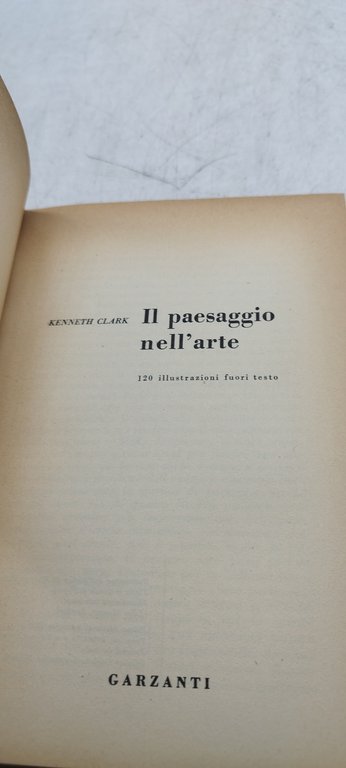 KENNETH CLARK Il paesaggio
nell'arte
120 illustrazioni fuori testo
GARZANTI